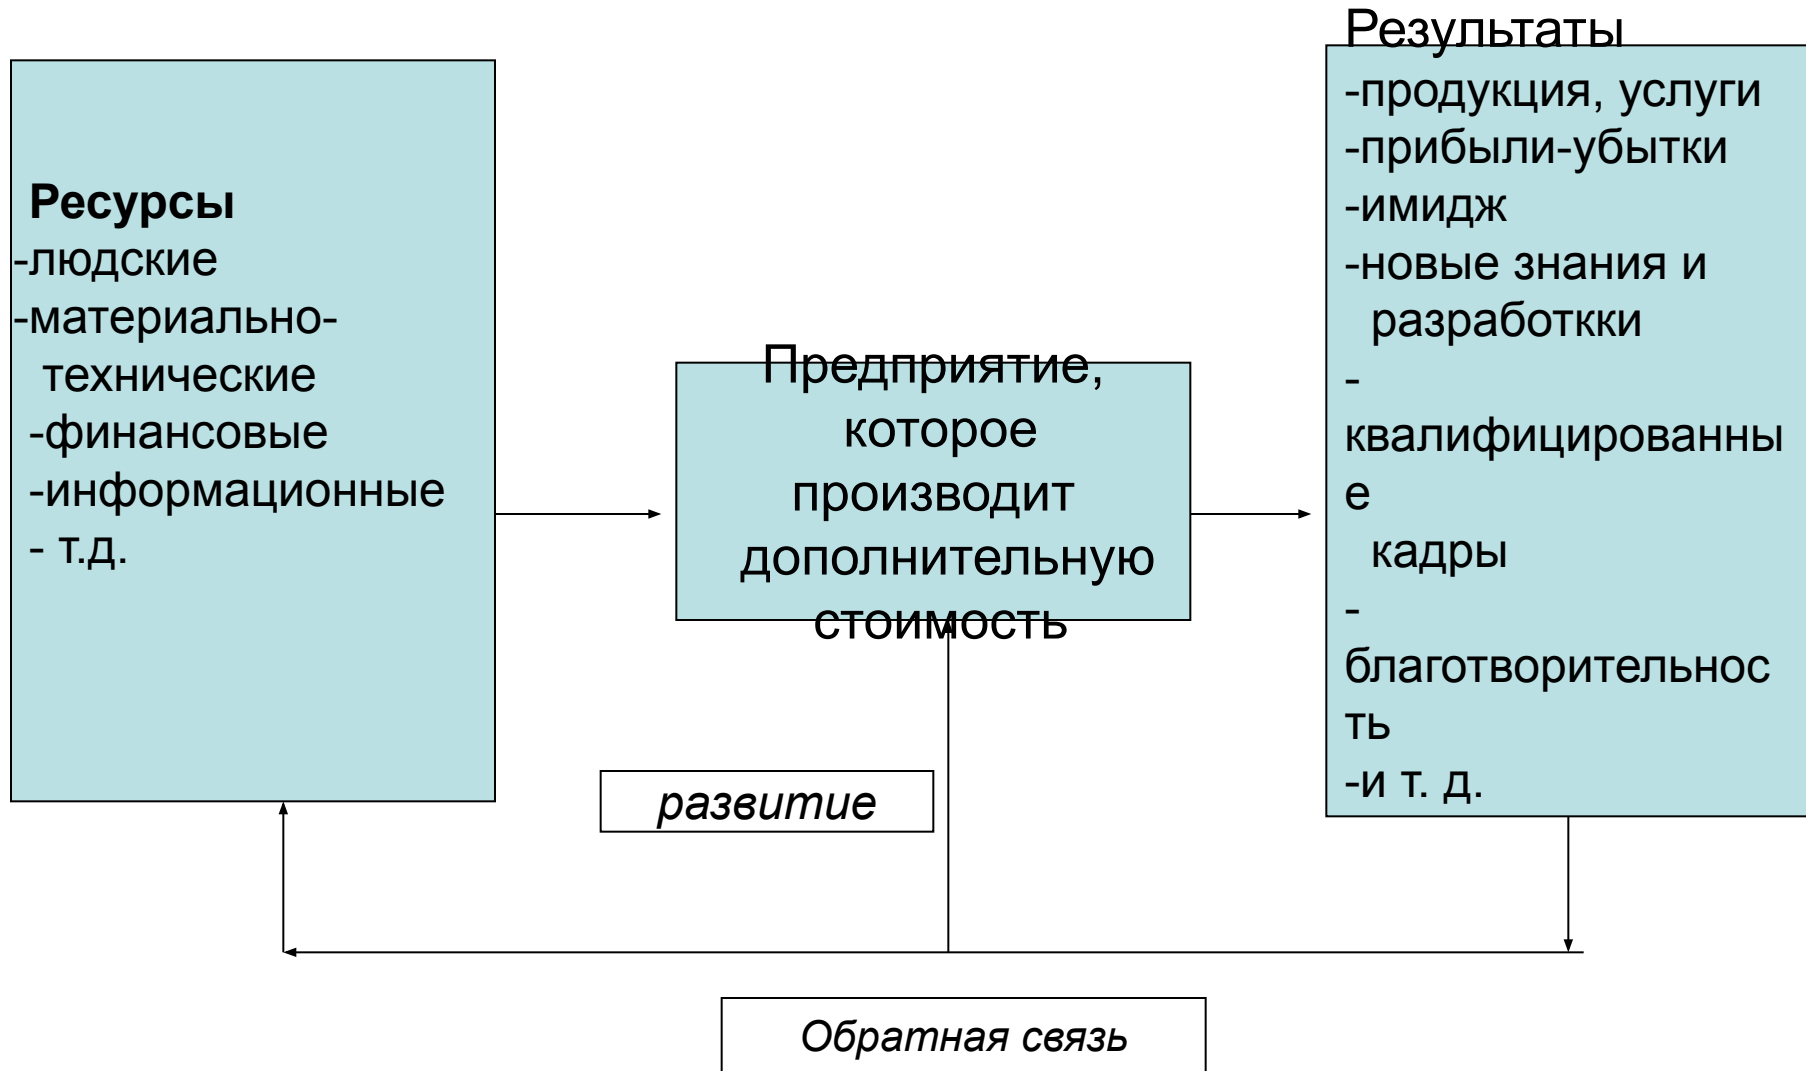 Ресурсы
-людские
-материально-
технические
-финансовые
-информационные
- т.д.
Предприятие,
которое
производит
дополнительную
стоимость
Результаты
-продукция, услуги
-прибыли-убытки
-имидж
-новые знания и
разработкки
-
квалифицированны
е
кадры
-
благотворительнос
ть
-и т. д.
развитие
Обратная связь